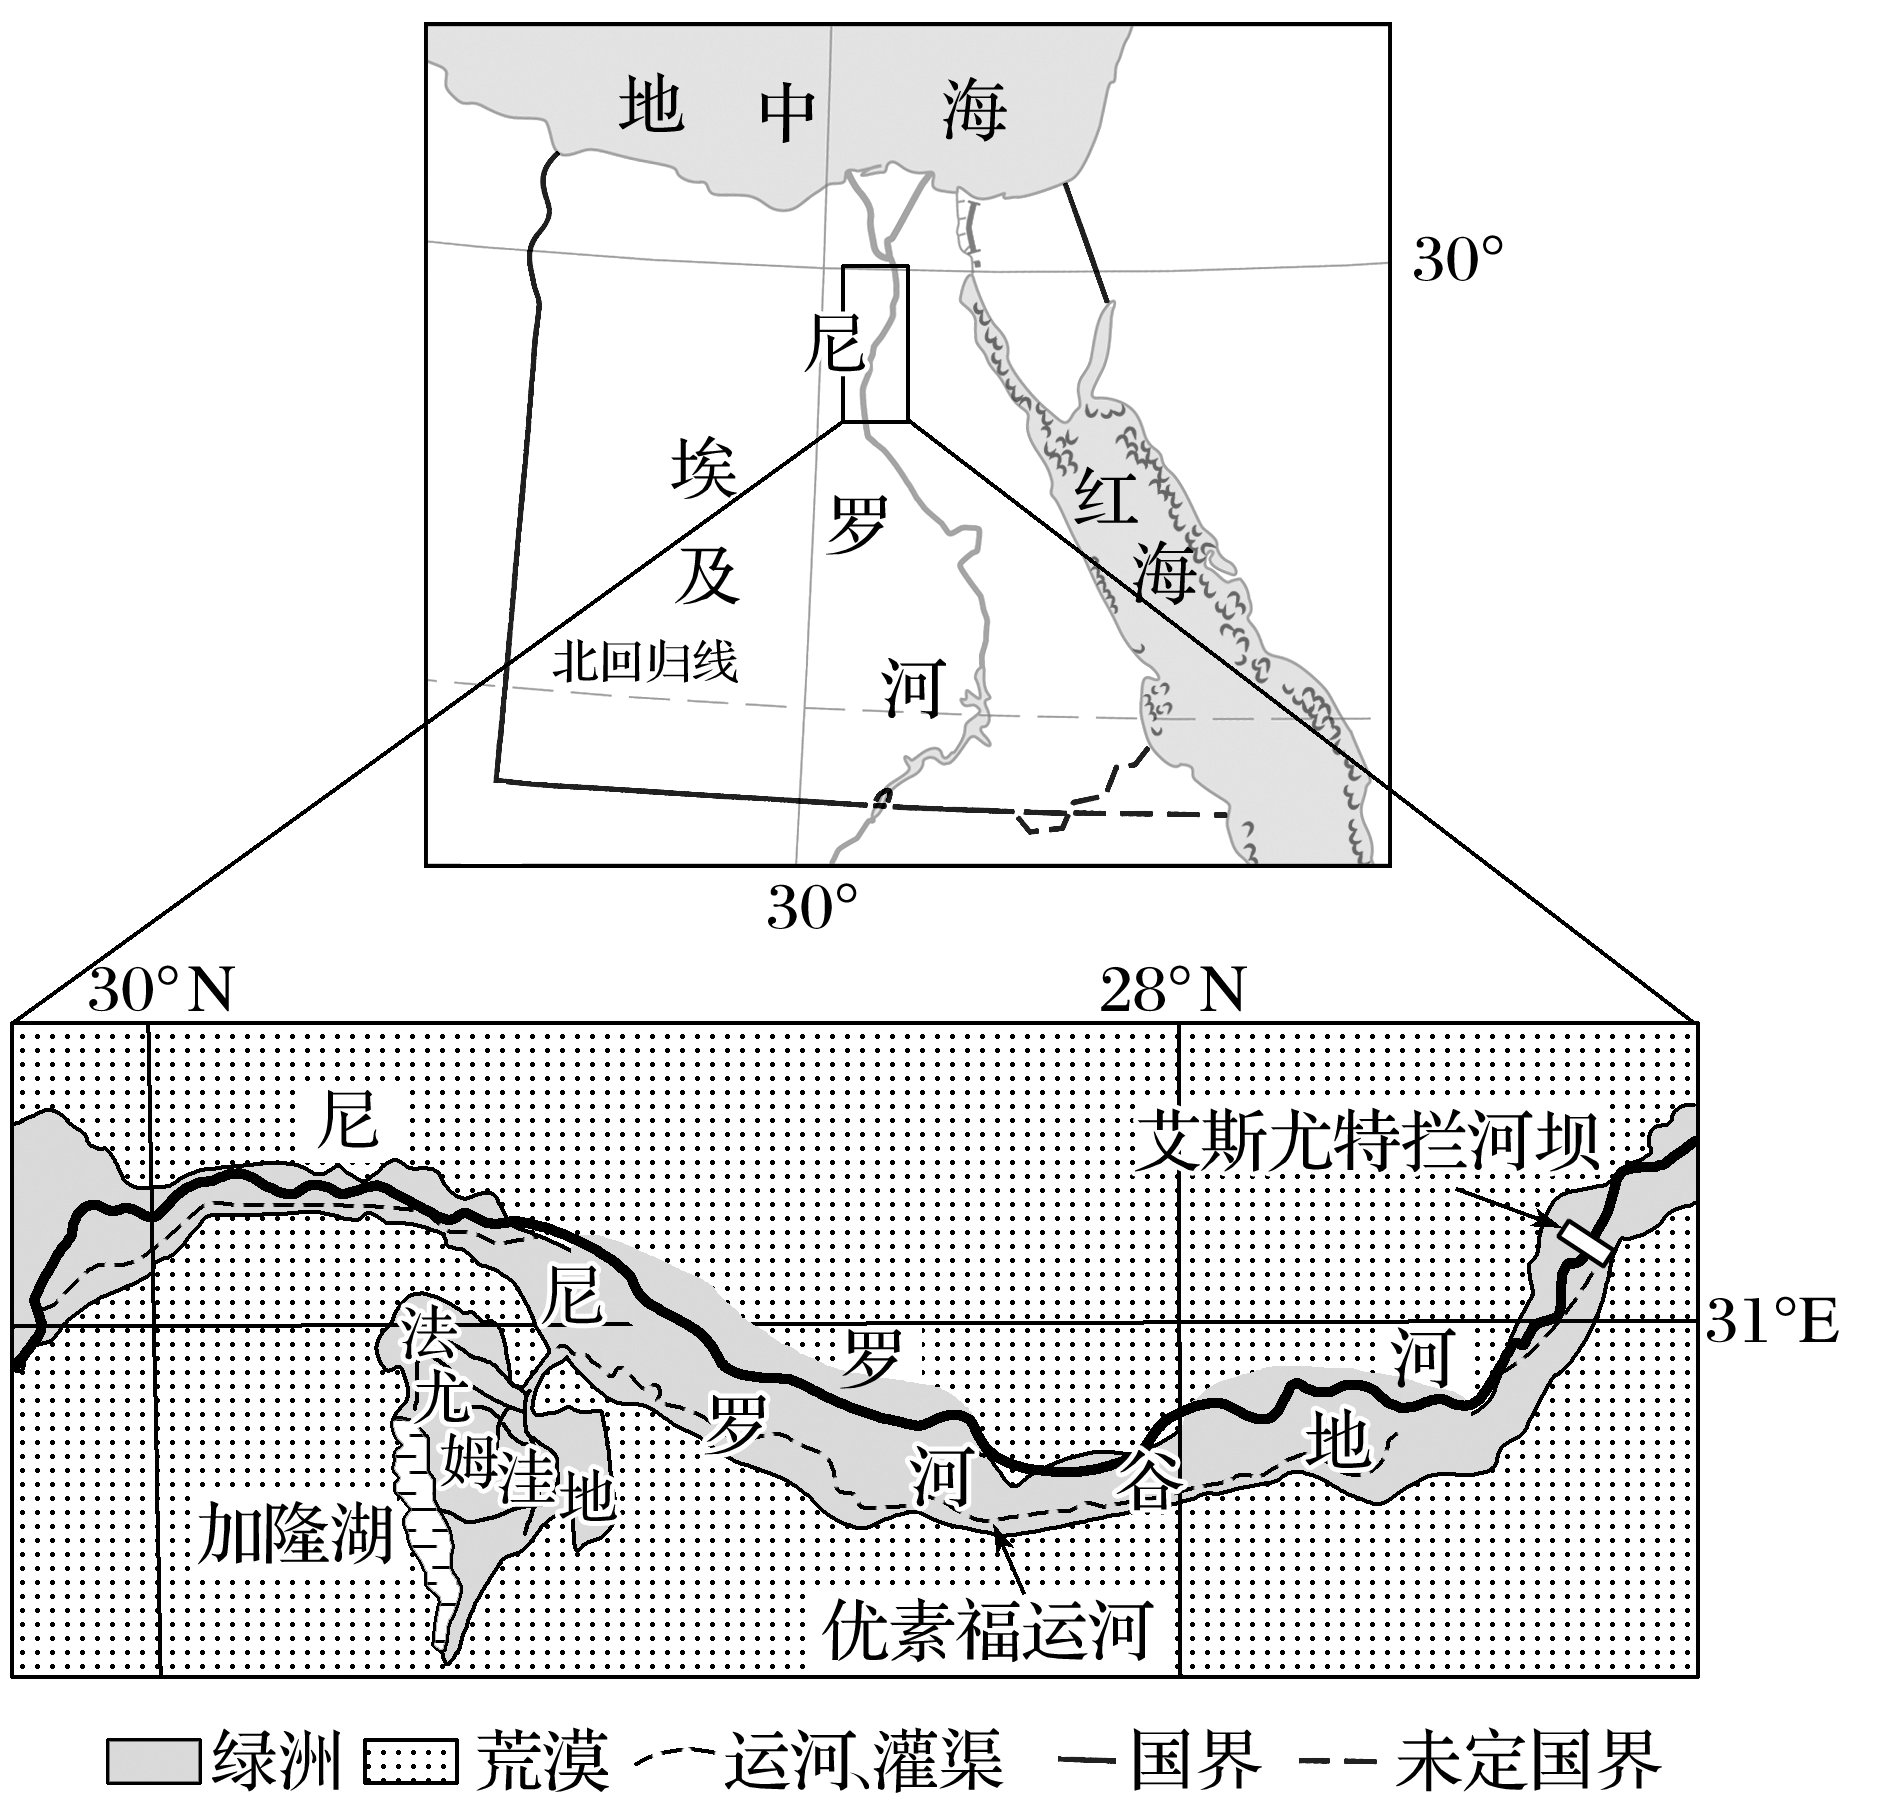 地中海
30°
尼罗河
埃及
红海
北回归线
30°
30°N
28°N
尼罗河
艾斯尤特拦河坝
31°E
尼罗河谷地
法尤姆洼地
加隆湖
优素福运河
绿洲
荒漠
运河、灌渠
国界
未定国界